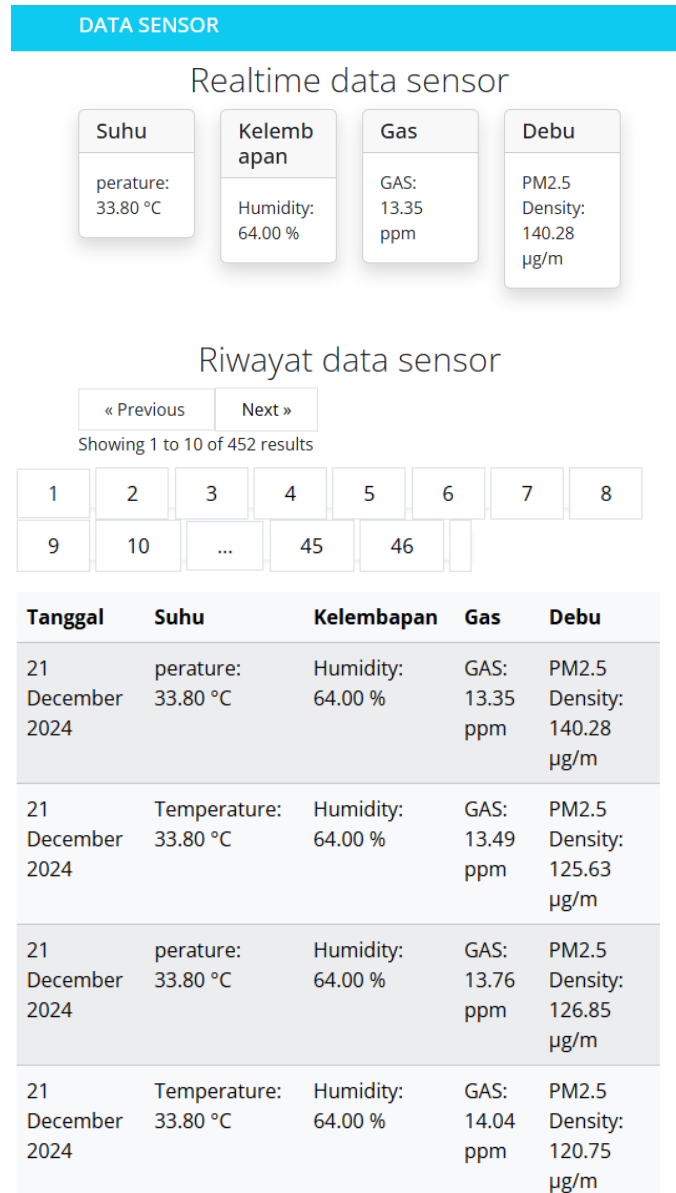 DATA SENSOR
Realtime data sensor
Suhu
perature:
33.80 °C
Kelemb
apan
Humidity:
64.00 %
Gas
GAS:
13.35
ppm
Debu
PM2.5
Density:
140.28
µg/m
Riwayat data sensor
« Previous Next »
Showing 1 to 10 of 452 results
1 2 3 4 5 6 7 8
9 10 ... 45 46
Tanggal Suhu Kelembapan Gas Debu
21 perature: Humidity: GAS: PM2.5
December 33.80 °C 64.00 % 13.35 Density:
2024 ppm 140.28
µg/m
21 Temperature: Humidity: GAS: PM2.5
December 33.80 °C 64.00 % 13.49 Density:
2024 ppm 125.63
µg/m
21 perature: Humidity: GAS: PM2.5
December 33.80 °C 64.00 % 13.76 Density:
2024 ppm 126.85
µg/m
21 Temperature: Humidity: GAS: PM2.5
December 33.80 °C 64.00 % 14.04 Density:
2024 ppm 120.75
µg/m